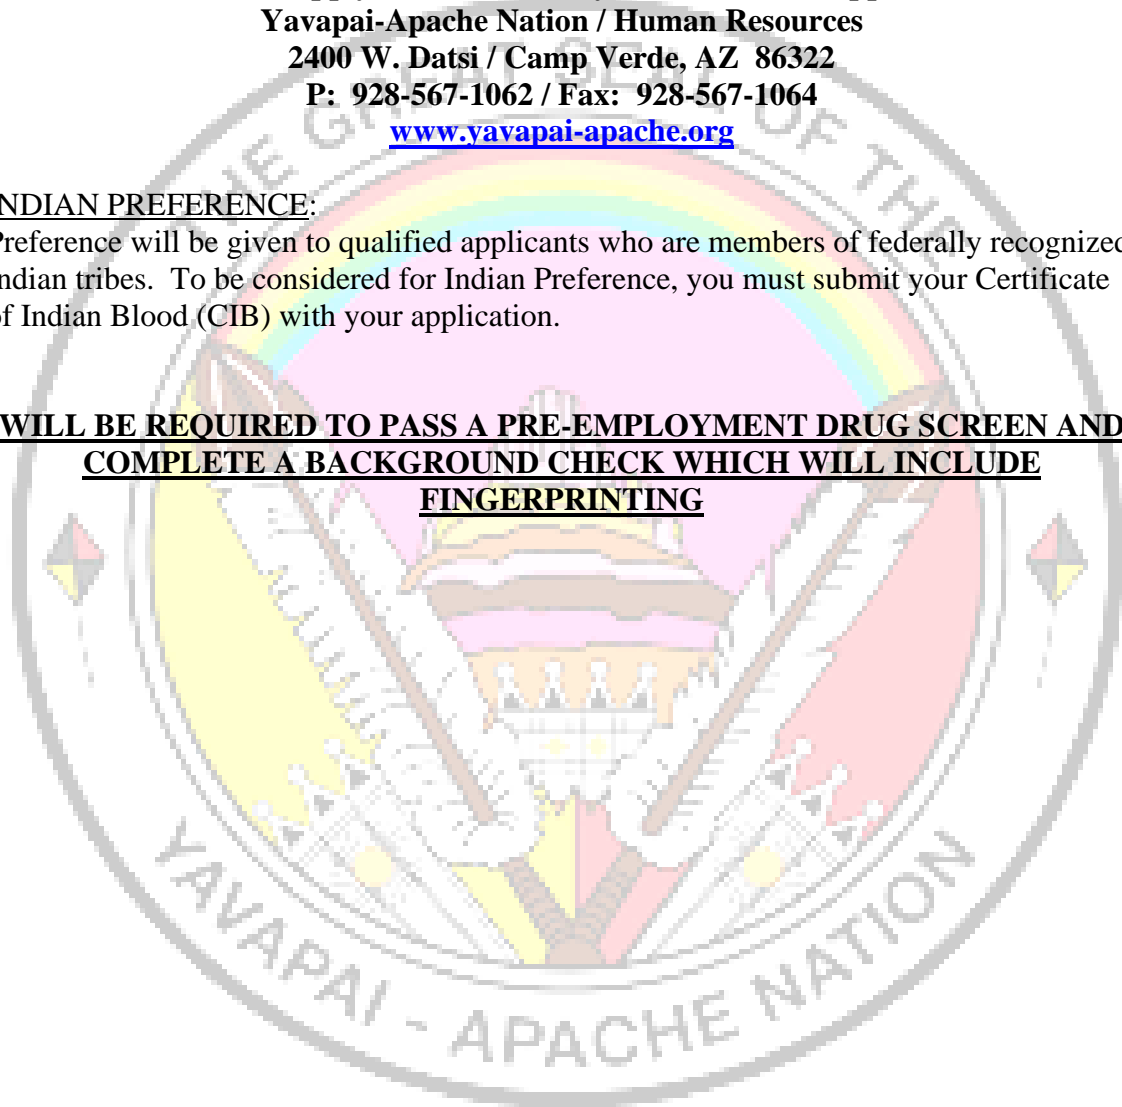 Yavapai-Apache Nation / Human Resources
2400 W. Datsi / Camp Verde, AZ  86322
P:  928-567-1062 / Fax:  928-567-1064
www.yavapai-apache.org
NDIAN PREFERENCE:
Preference will be given to qualified applicants who are members of federally recognized
ndian tribes.  To be considered for Indian Preference, you must submit your Certificate
of Indian Blood (CIB) with your application.
WILL BE REQUIRED TO PASS A PRE-EMPLOYMENT DRUG SCREEN AND
COMPLETE A BACKGROUND CHECK WHICH WILL INCLUDE
FINGERPRINTING
THE GREAT SEAL OF THE
YAVAPAI - APACHE NATION